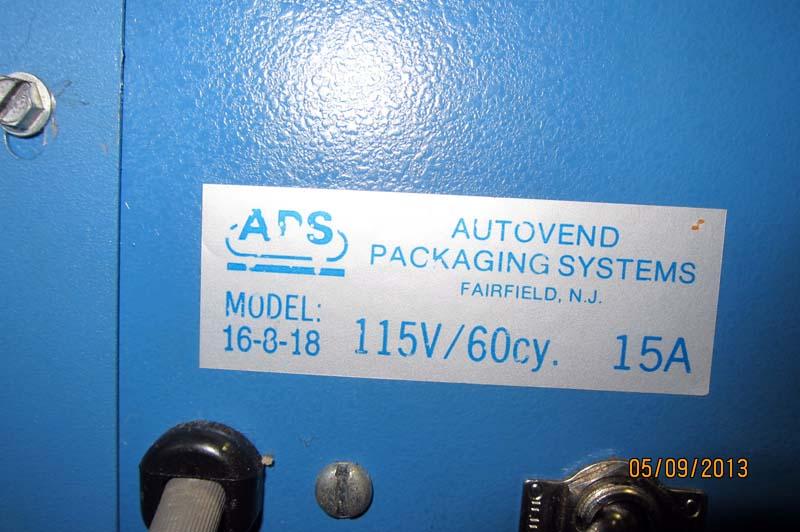 APS
AUTOVEND
PACKAGING SYSTEMS
FAIRFIELD, N.J.
MODEL:
16-8-18
115V/60cy.
15A
05/09/2013